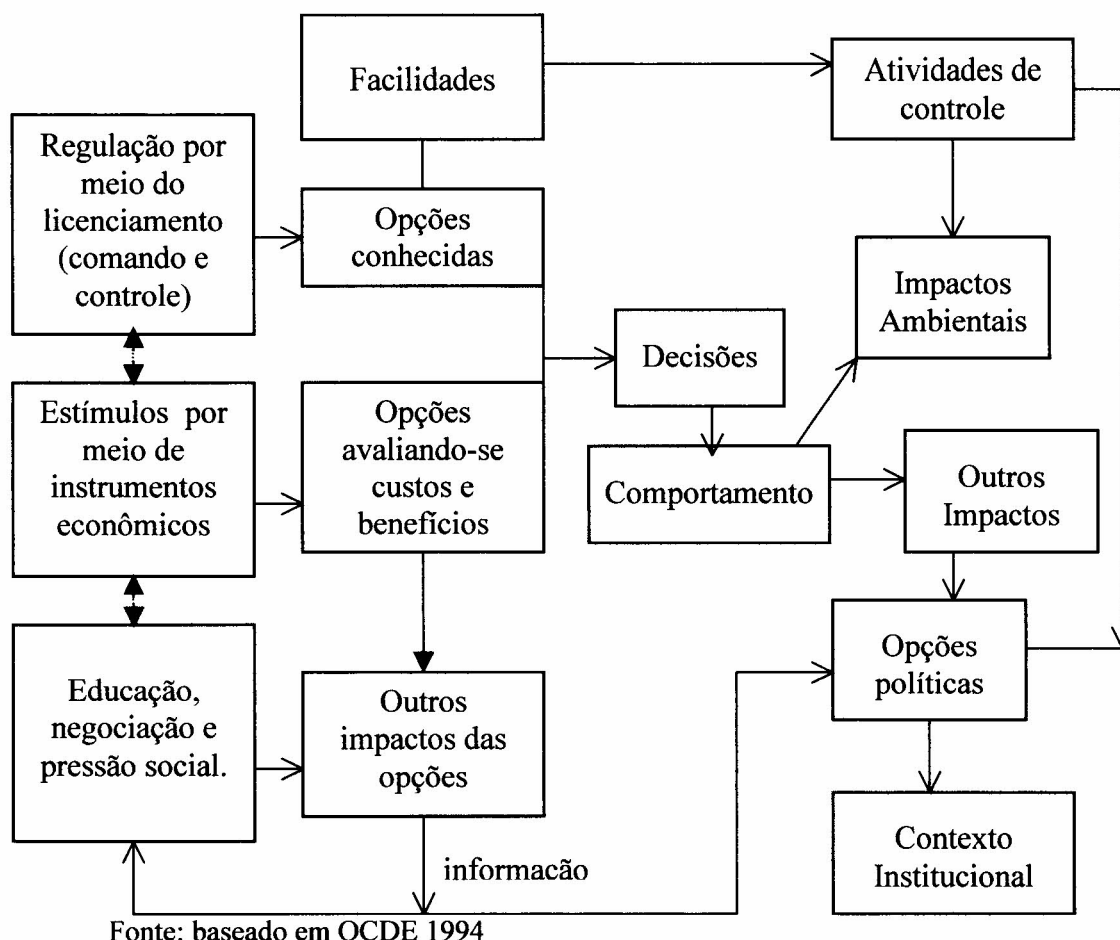 Facilidades
Atividades de
controle
Regulação por
meio do
licenciamento
(comando e
controle)
Opções
conhecidas
Impactos
Ambientais
Decisões
Estímulos por
meio de
instrumentos
econômicos
Opções
avaliando-se
custos e
benefícios
Comportamento
Outros
Impactos
Educação,
negociação e
pressão social.
Outros
impactos das
opções
Opções
políticas
Contexto
Institucional
informacão
Fonte: baseado em OCDE 1994